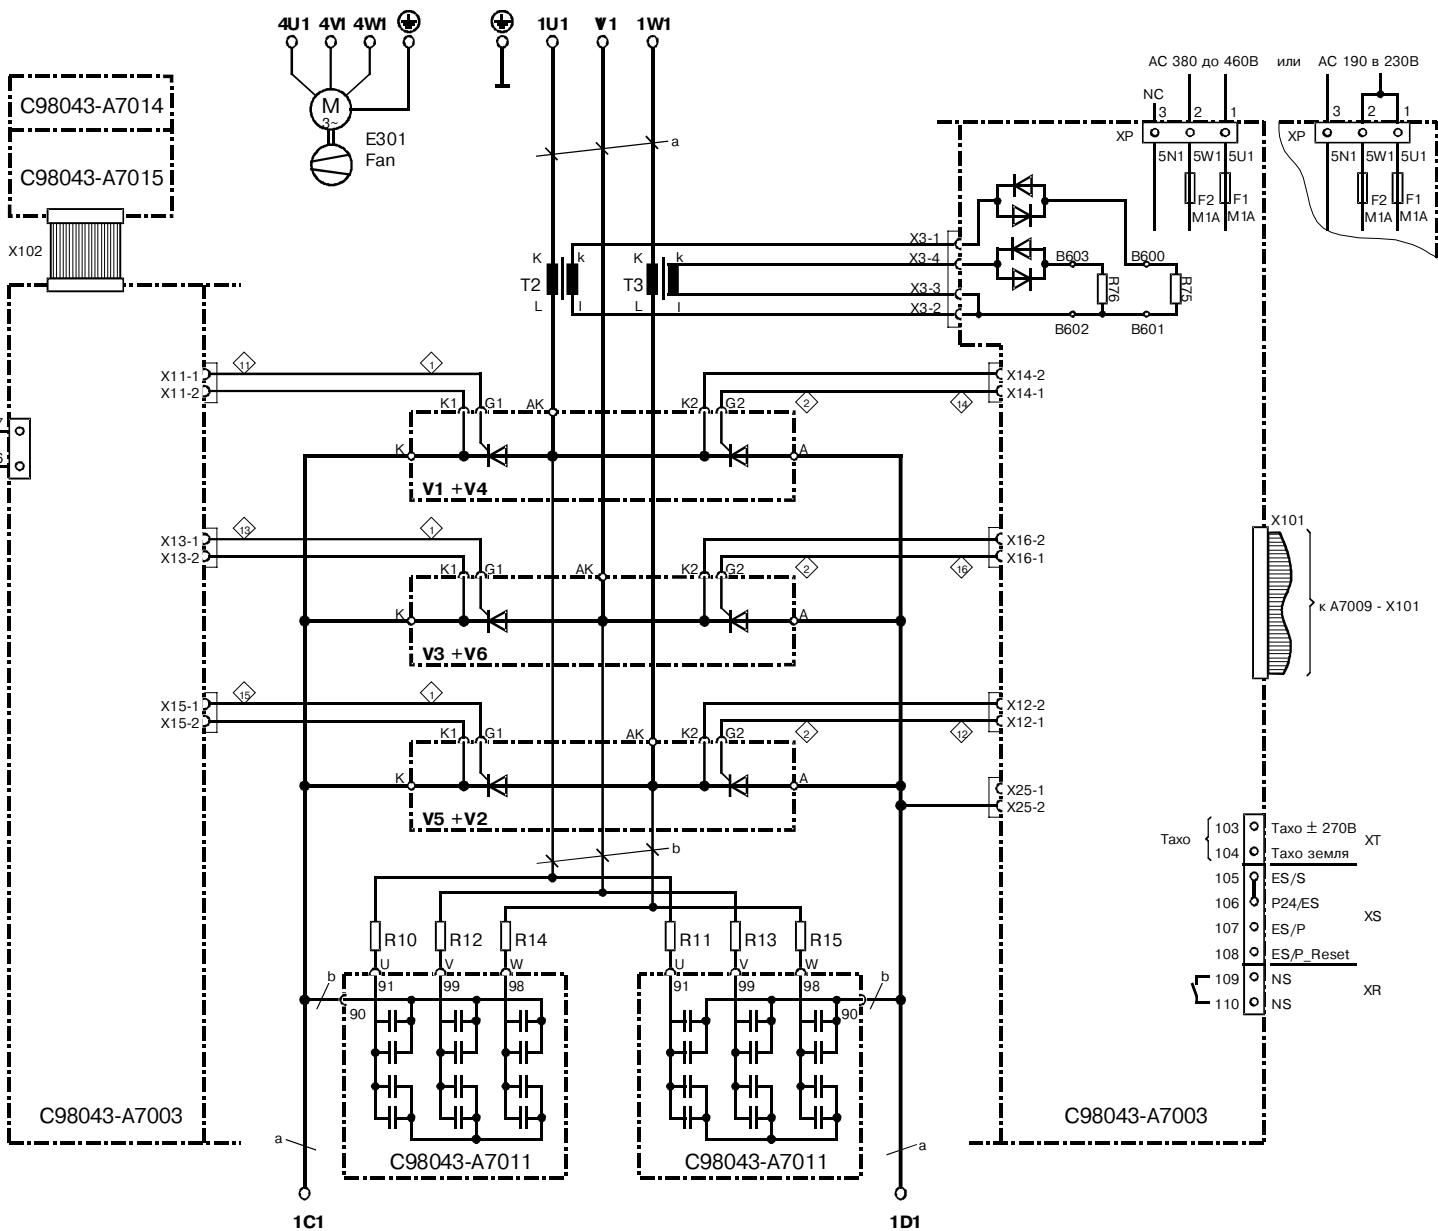 4U1 4V1 4W1
1U1 V1 1W1
AC 380 до 460В или AC 190 в 230В
C98043-A7014
C98043-A7015
X102
M
3~
E301
Fan
a
NC
3 2 1
XP
5N1 5W1 5U1
F2 F1
M1A M1A
3 2 1
XP
5N1 5W1 5U1
F2 F1
M1A M1A
K k
T2
L l
K k
T3
L l
X3-1
X3-4
X3-3
X3-2
B603 B600
R76 R75
B602 B601
X11-1
X11-2
11
1
K1 G1 AK K2 G2
2
14
X14-2
X14-1
K A
V1 +V4
X13-1
X13-2
13
1
K1 G1 AK K2 G2
2
16
X16-2
X16-1
K A
V3 +V6
X15-1
X15-2
15
1
K1 G1 AK K2 G2
2
12
X12-2
X12-1
K A
V5 +V2
X25-1
X25-2
X101
к A7009 - X101
b
R10 R12 R14 R11 R13 R15
U V W U V W
91 99 98 91 99 98
b b
90 90
Тахо
103 Тахо ± 270В
XT
104 Тахо земля
105 ES/S
106 P24/ES
XS
107 ES/P
108 ES/P_Reset
109 NS
XR
110 NS
C98043-A7003
C98043-A7003
a a
C98043-A7011 C98043-A7011
1C1 1D1